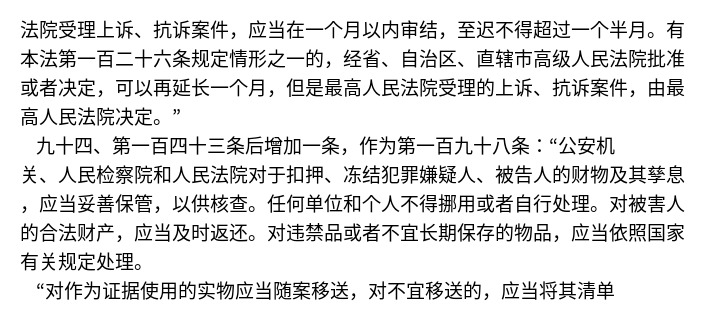 法院受理上诉、抗诉案件，应当在一个月以内审结，至迟不得超过一个半月。有
本法第一百二十六条规定情形之一的，经省、自治区、直辖市高级人民法院批准
或者决定，可以再延长一个月，但是最高人民法院受理的上诉、抗诉案件，由最
高人民法院决定。”
九十四、第一百四十三条后增加一条，作为第一百九十八条：“公安机
关、人民检察院和人民法院对于扣押、冻结犯罪嫌疑人、被告人的财物及其孳息
，应当妥善保管，以供核查。任何单位和个人不得挪用或者自行处理。对被害人
的合法财产，应当及时返还。对违禁品或者不宜长期保存的物品，应当依照国家
有关规定处理。
“对作为证据使用的实物应当随案移送，对不宜移送的，应当将其清单